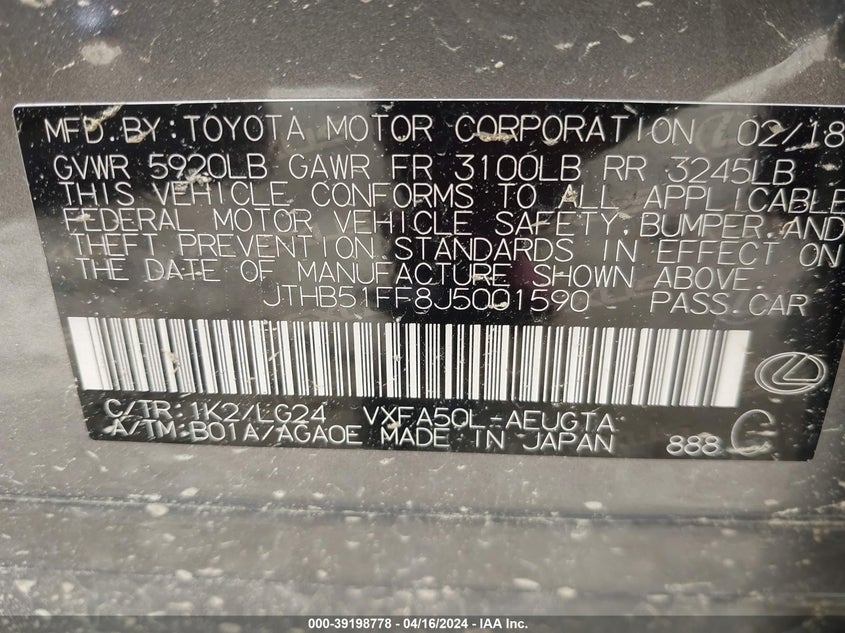 MFD.BY:TOYOTA MOTOR CORPORATION 02/18
GVWR 5920LB GAWR FR 3100LB RR 3245LB
THIS VEHICLE CONFORMS TO ALL APPLICABLE
FEDERAL MOTOR VEHICLE SAFETY,BUMPER,AND
THEFT PREVENTION STANDARDS IN EFFECT ON
THE DATE OF MANUFACTURE SHOWN ABOVE.
JTHB51FF8J5001590 PASS.CAR
C/TR:1K2/LG24 VXFA50L-AEUGTA
A/TM:B01A/AGA0E MADE IN JAPAN 888 C
000-39198778 - 04/16/2024 - IAA Inc.